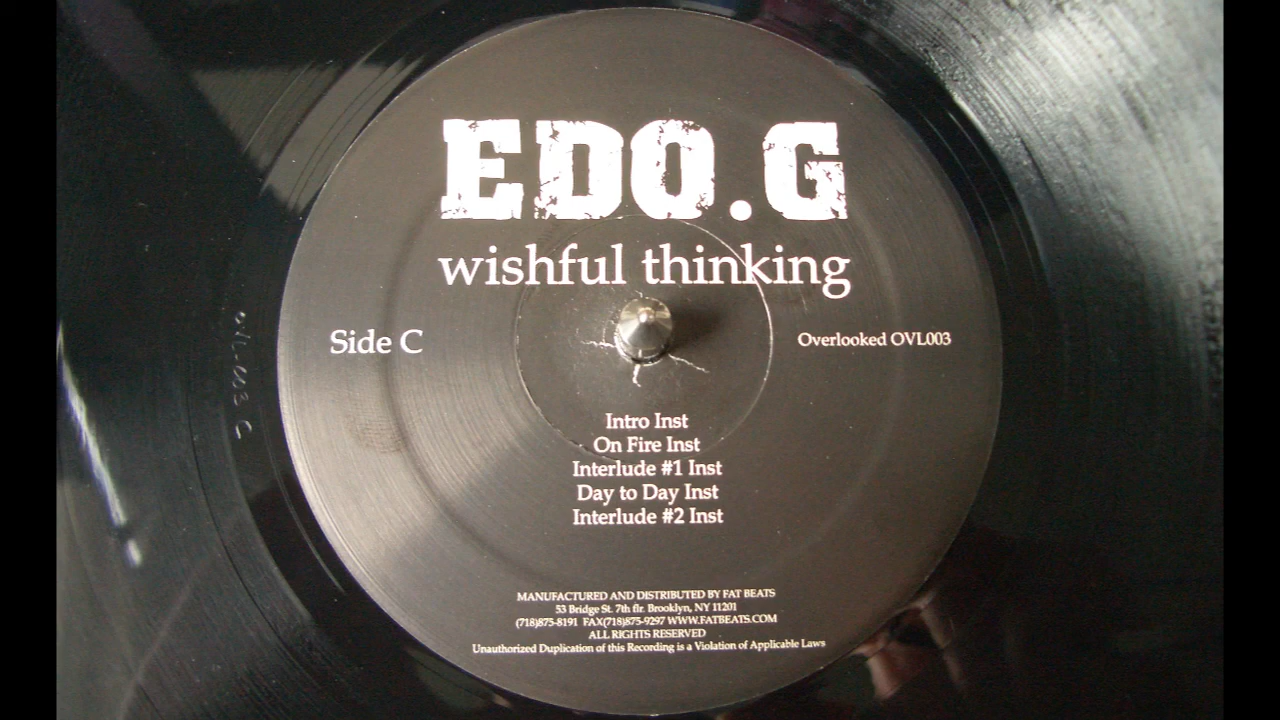 EDO.G
wishful thinking
Side C
Overlooked OVL003
Intro Inst
On Fire Inst
Interlude #1 Inst
Day to Day Inst
Interlude #2 Inst
MANUFACTURED AND DISTRIBUTED BY FAT BEATS
53 Bridge St. 7th flr. Brooklyn, NY 11201
(718)875-8191 FAX(718)875-9297 WWW.FATBEATS.COM
ALL RIGHTS RESERVED
Unauthorized Duplication of this Recording is a Violation of Applicable Laws
OVL003 C